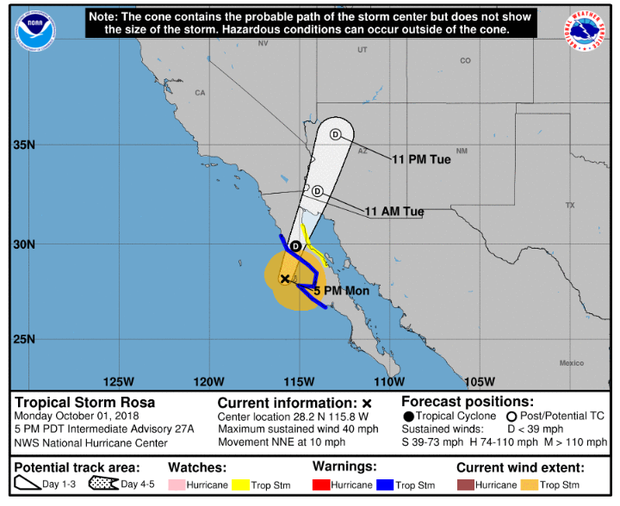 Note: The cone contains the probable path of the storm center but does not show
the size of the storm. Hazardous conditions can occur outside of the cone.
NOAA
NV
UT
CO
CA
35N
D
11 PM Tue
AZ
NM
D
11 AM Tue
TX
30N
D
5 PM Mon
25N
Mexico
125W
120W
115W
110W
105W
Tropical Storm Rosa
Monday October 01, 2018
5 PM PDT Intermediate Advisory 27A
NWS National Hurricane Center
Current information: ×
Center location 28.2 N 115.8 W
Maximum sustained wind 40 mph
Movement NNE at 10 mph
Forecast positions:
Tropical Cyclone Post/Potential TC
Sustained winds: D < 39 mph
S 39-73 mph H 74-110 mph M > 110 mph
Potential track area:
Day 1-3 Day 4-5
Watches:
Hurricane Trop Stm
Warnings:
Hurricane Trop Stm
Current wind extent:
Hurricane Trop Stm